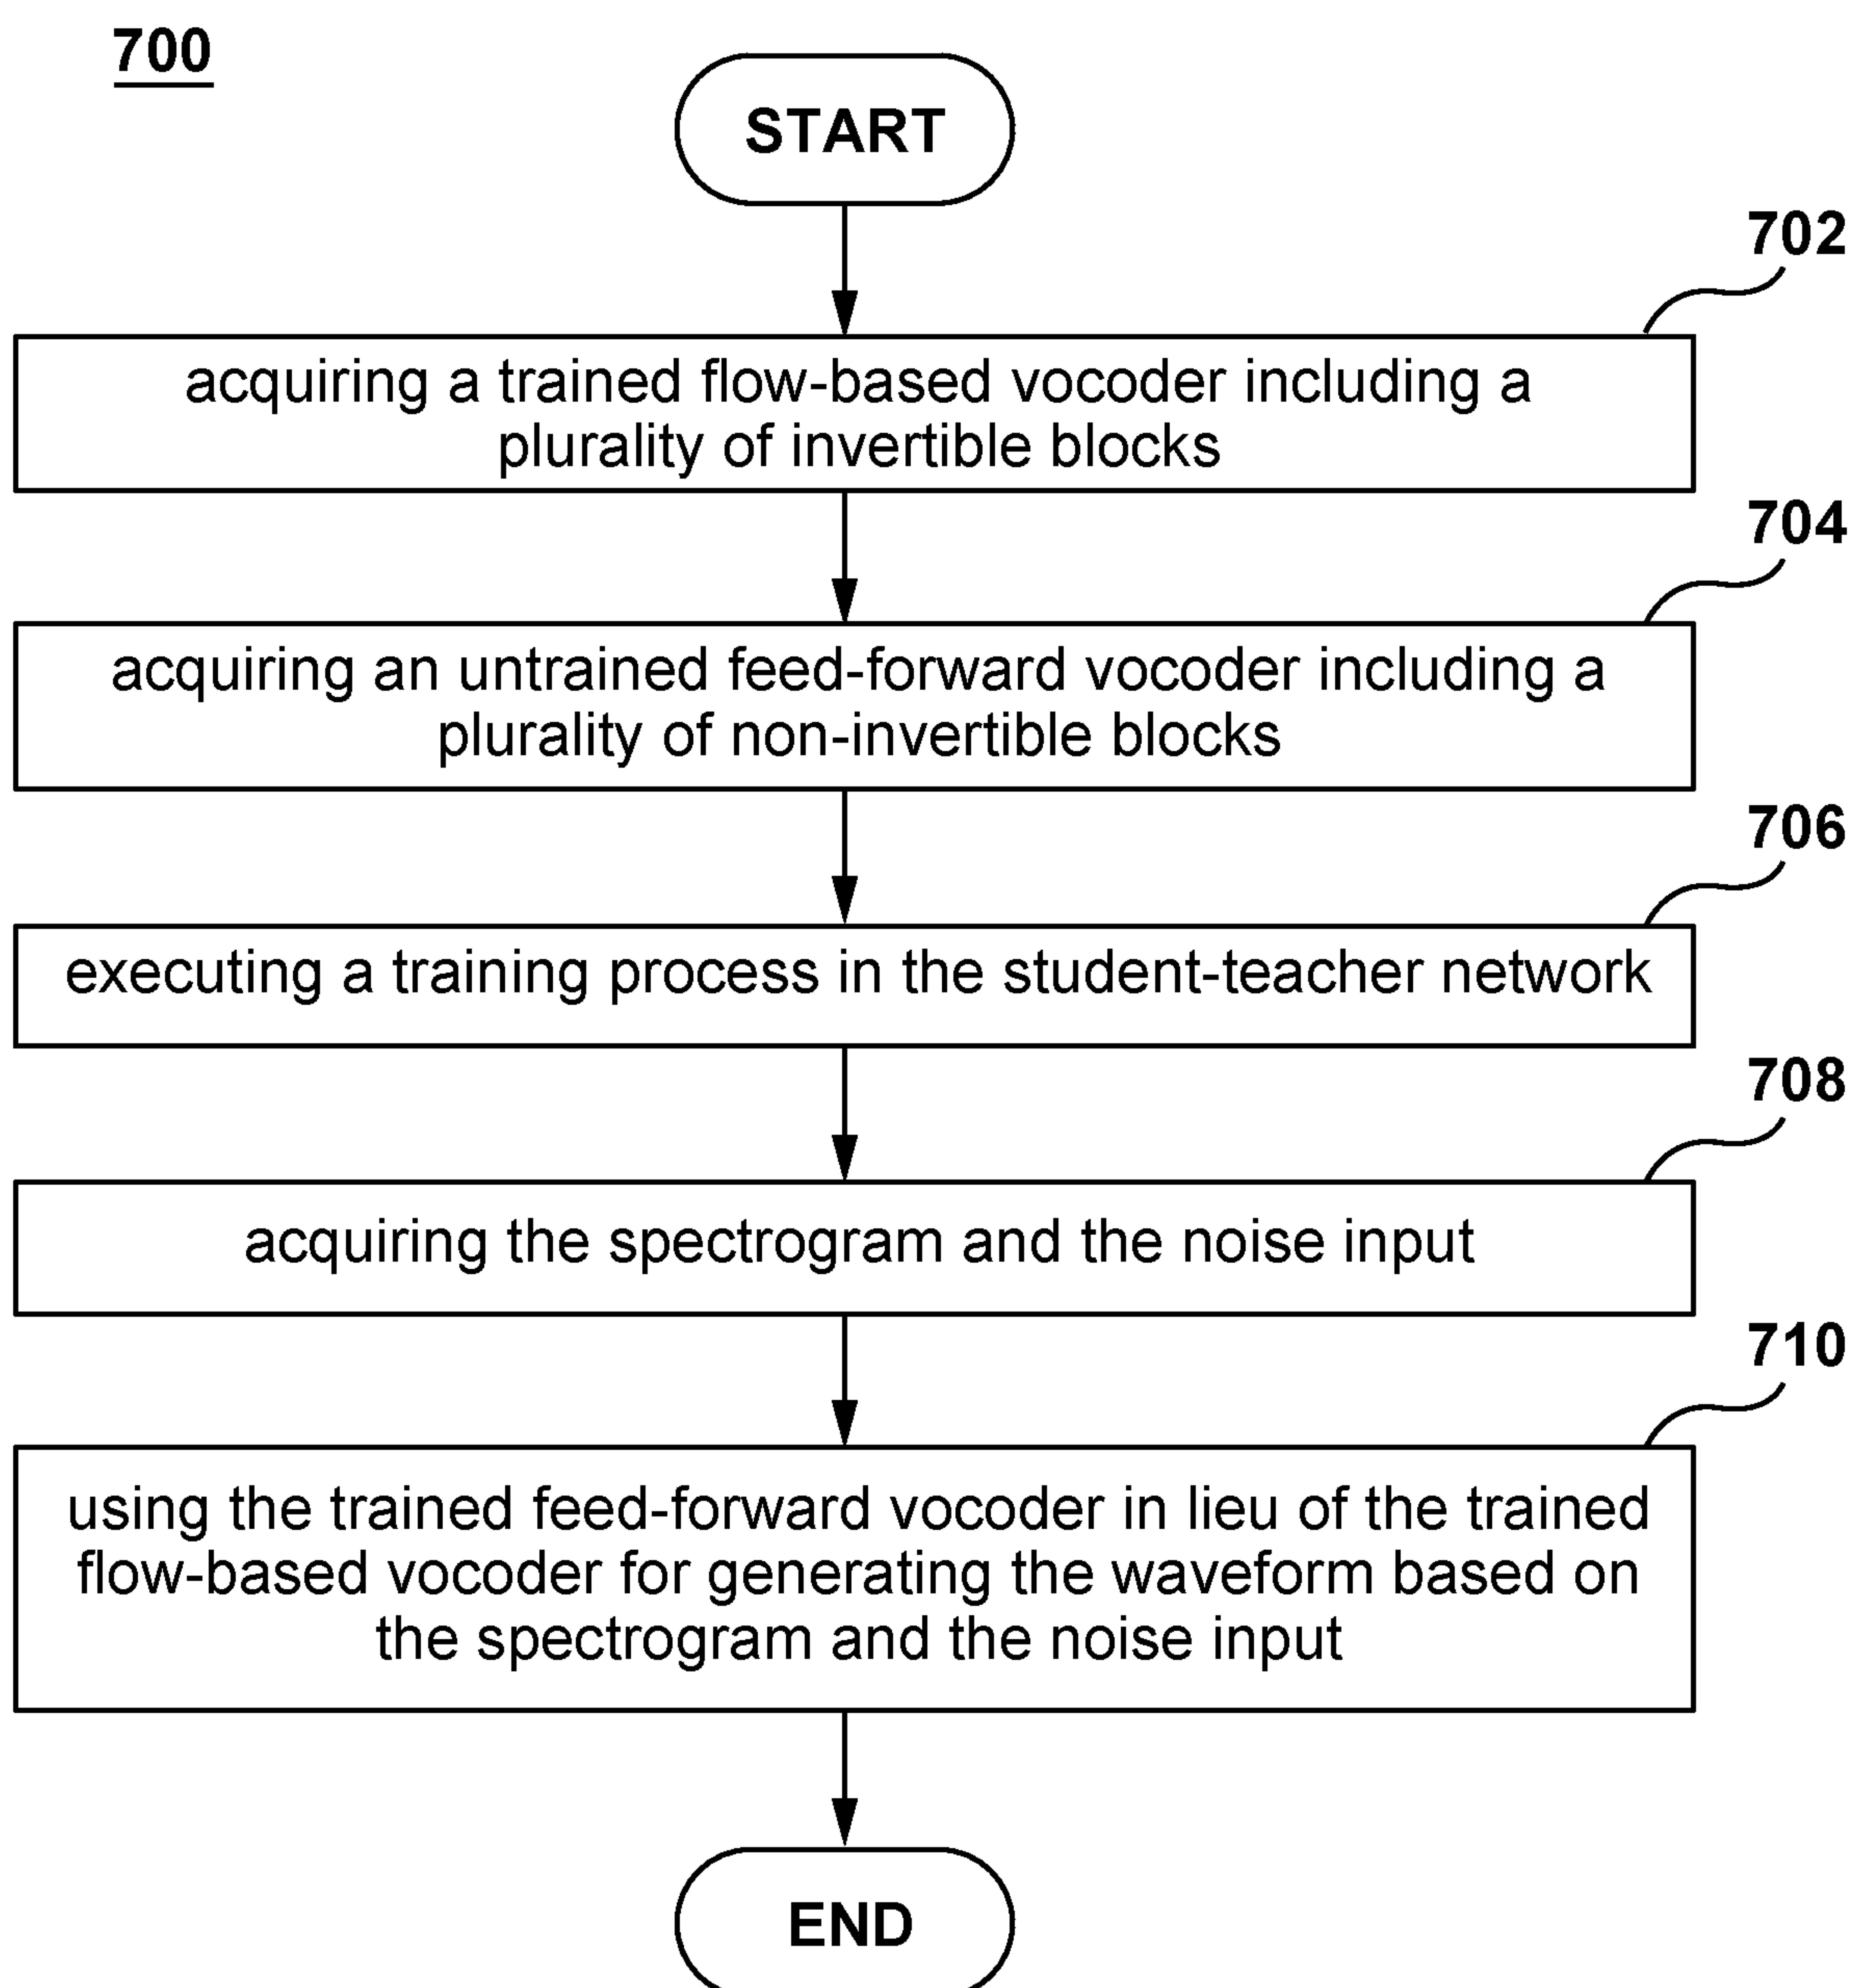 700
START
702
acquiring a trained flow-based vocoder including a
plurality of invertible blocks
704
acquiring an untrained feed-forward vocoder including a
plurality of non-invertible blocks
706
executing a training process in the student-teacher network
708
acquiring the spectrogram and the noise input
710
using the trained feed-forward vocoder in lieu of the trained
flow-based vocoder for generating the waveform based on
the spectrogram and the noise input
END